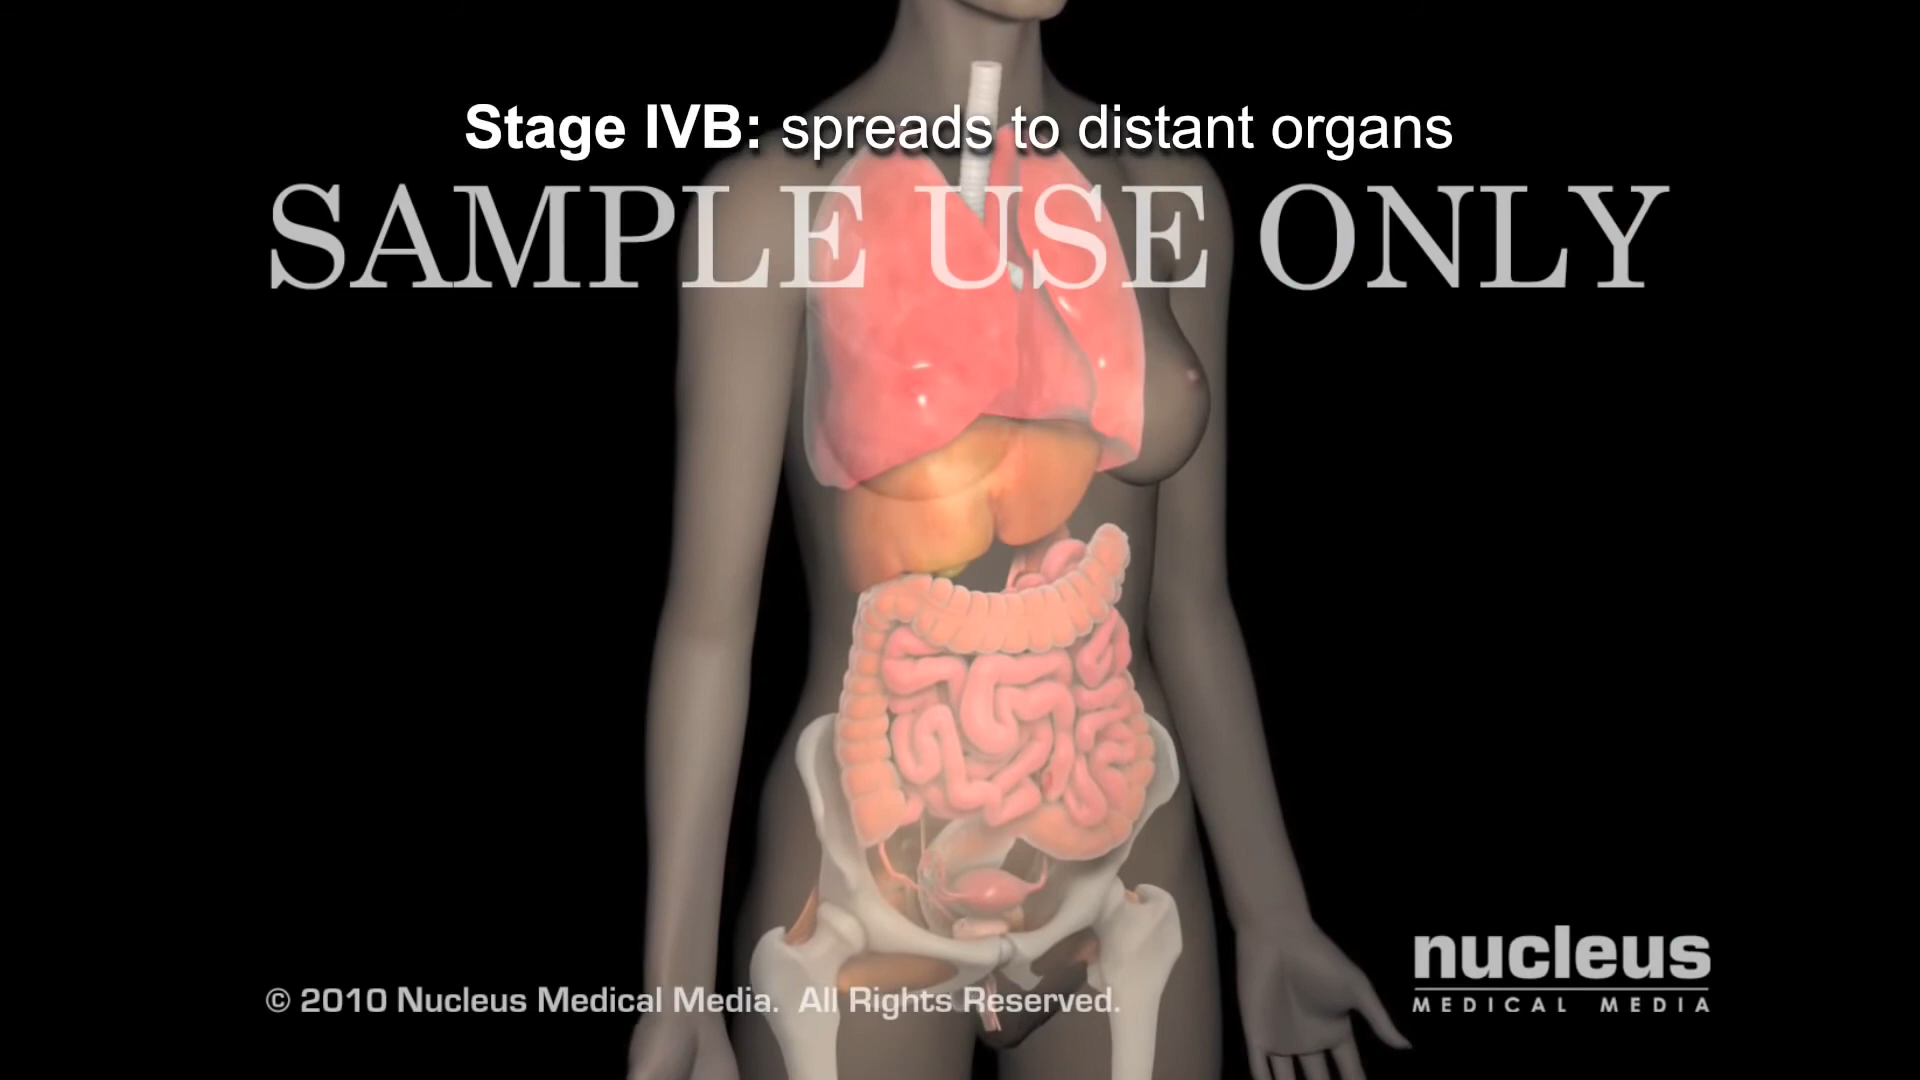 Stage IVB: spreads to distant organs
SAMPLE USE ONLY
nucleus
MEDICAL MEDIA
© 2010 Nucleus Medical Media. All Rights Reserved.